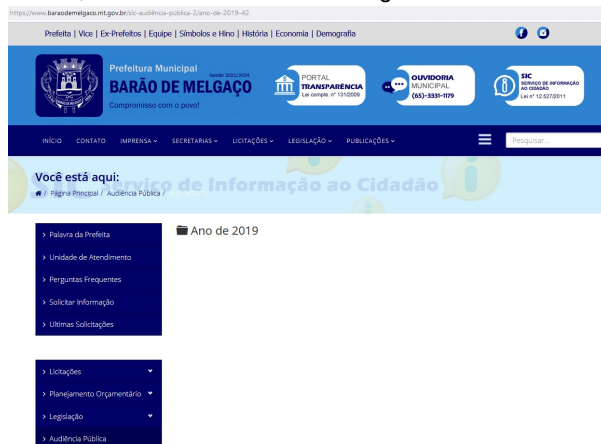 https://www.baraodemelgaco.mt.gov.br/sic-audiência-pública-2/ano-de-2019-42
Prefeita | Vice | Ex-Prefeitos | Equipe | Símbolos e Hino | História | Economia | Demografia
Prefeitura Municipal
Gestão 2021/2024
BARÃO DE MELGAÇO
Compromisso com o povo!
PORTAL
TRANSPARÊNCIA
Lei comple. n° 131/2009
OUVIDORIA
MUNICIPAL
(65)-3331-1179
SIC
SERVIÇO DE INFORMAÇÃO
AO CIDADÃO
Lei n° 12.527/2011
INÍCIO CONTATO IMPRENSA SECRETARIAS LICITAÇÕES LEGISLAÇÃO PUBLICAÇÕES
Pesquisar...
SIC - Serviço de Informação ao Cidadão
Você está aqui:
/ Página Principal / Audiência Pública /
> Palavra da Prefeita
> Unidade de Atendimento
> Perguntas Frequentes
> Solicitar Informação
> Ultimas Solicitações
Ano de 2019
> Licitações
> Planejamento Orçamentário
> Legislação
> Audiência Pública